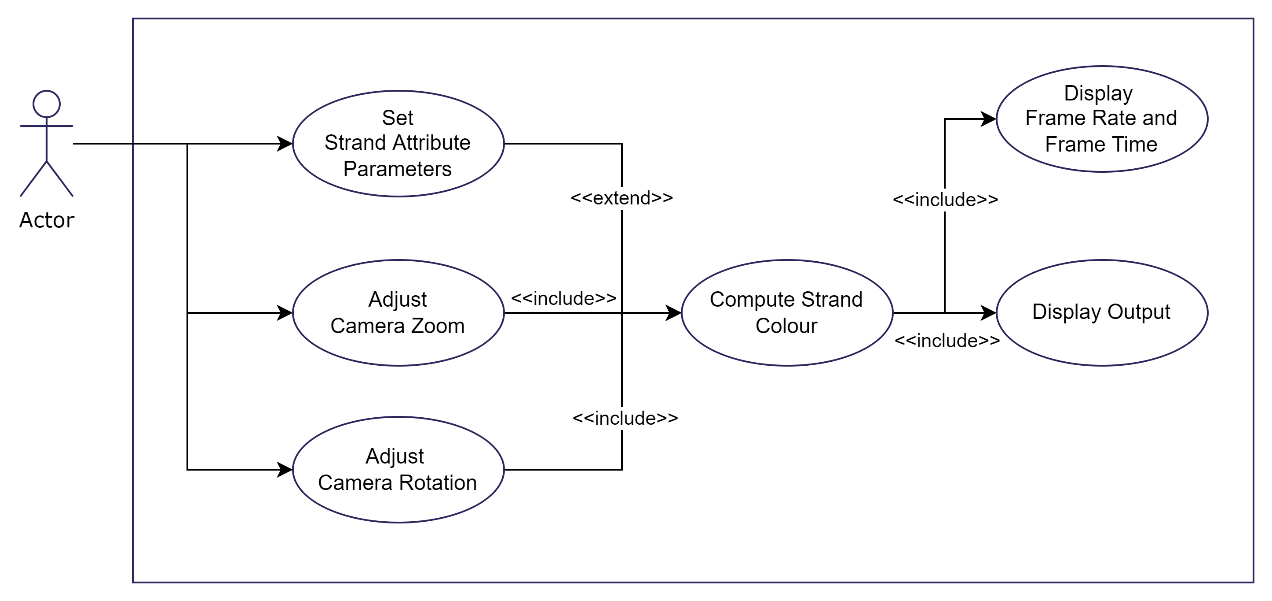 Actor
Set
Strand Attribute
Parameters
<<extend>>
Adjust
Camera Zoom
<<include>>
Adjust
Camera Rotation
<<include>>
Compute Strand
Colour
<<include>>
<<include>>
Display
Frame Rate and
Frame Time
Display Output